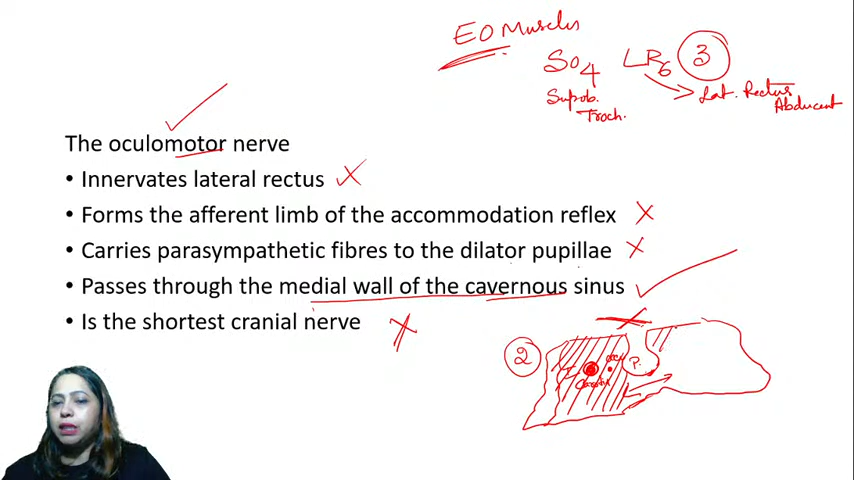 EO Muscles
SO4 LR6 3
Supob. Lat. Rectus
Troch. Abducent
The oculomotor nerve
• Innervates lateral rectus
• Forms the afferent limb of the accommodation reflex
• Carries parasympathetic fibres to the dilator pupillae
• Passes through the medial wall of the cavernous sinus
• Is the shortest cranial nerve
2
P.